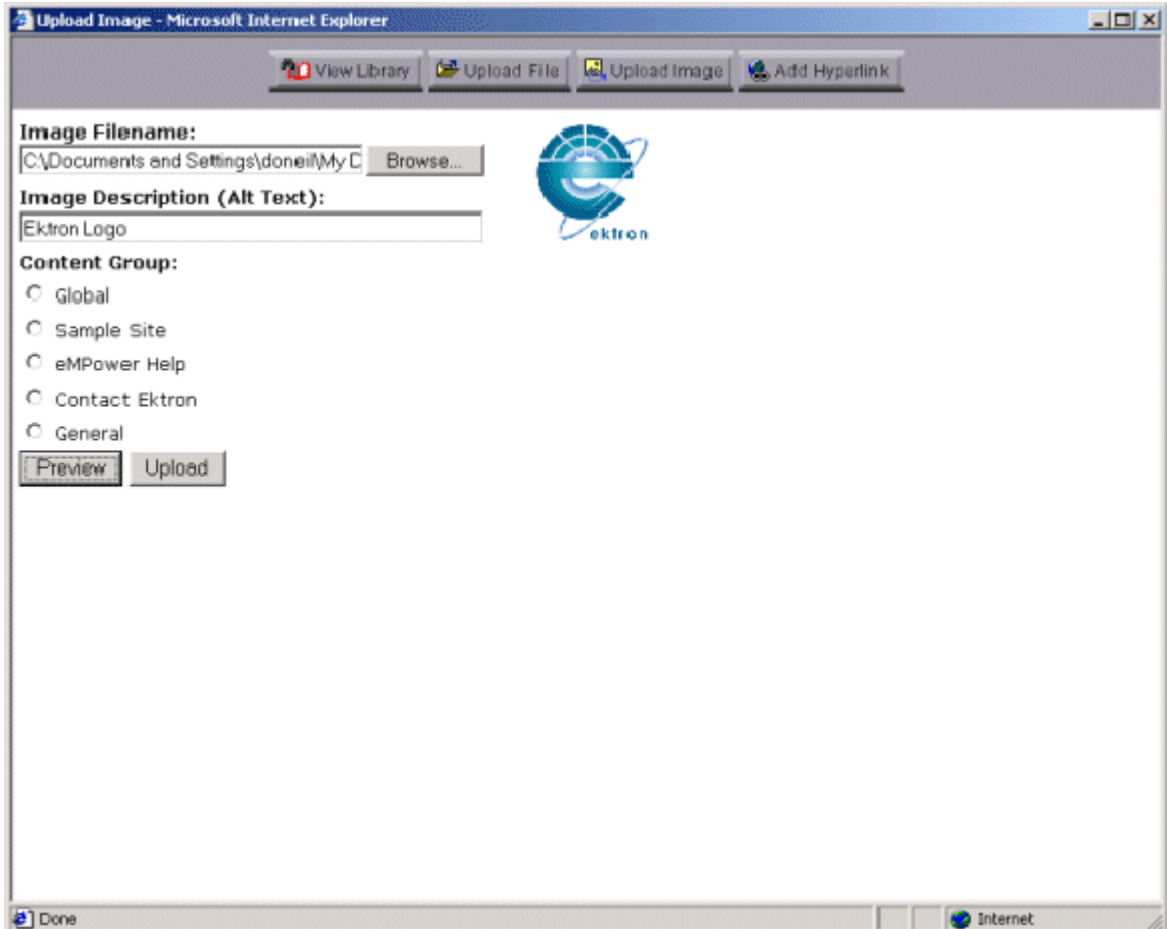 Upload Image - Microsoft Internet Explorer
View Library Upload File Upload Image Add Hyperlink
Image Filename:
C:\Documents and Settings\doneil\My D Browse...
ektron
Image Description (Alt Text):
Ektron Logo
Content Group:
Global
Sample Site
eMPower Help
Contact Ektron
General
Preview Upload
Done Internet